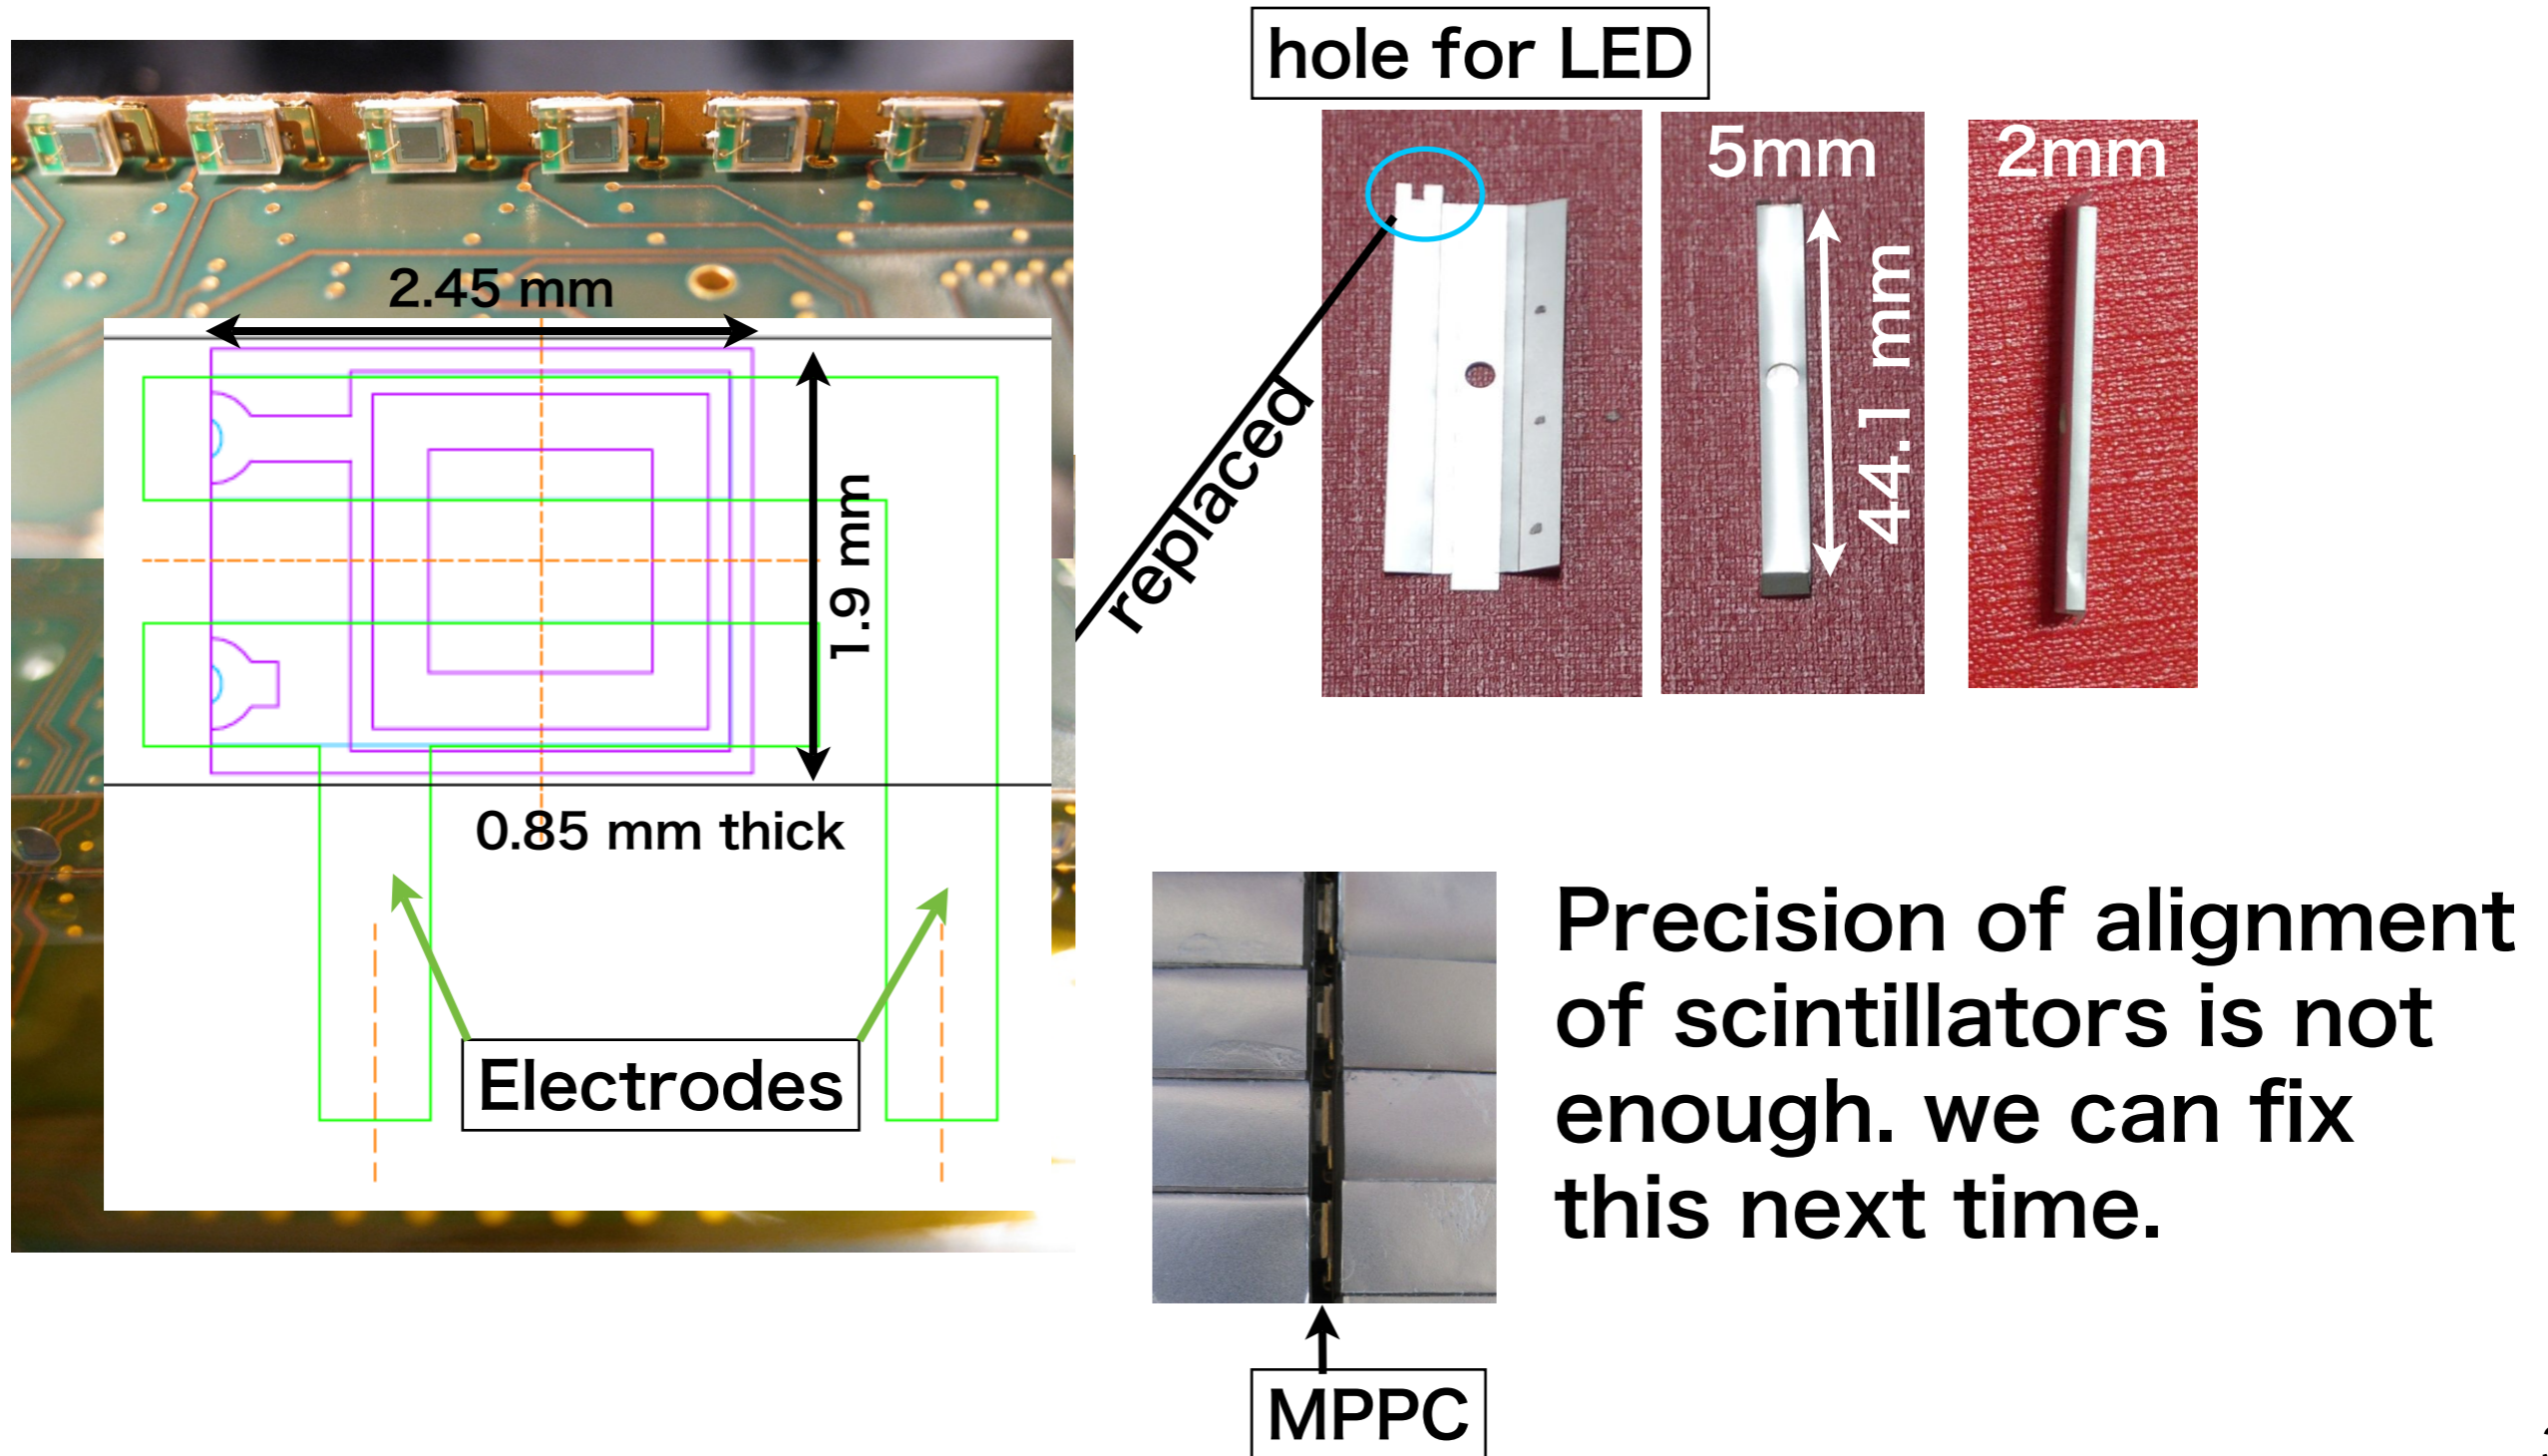 hole for LED
5mm
2mm
44.1 mm
replaced
2.45 mm
1.9 mm
0.85 mm thick
Electrodes
Precision of alignment
of scintillators is not
enough. we can fix
this next time.
MPPC